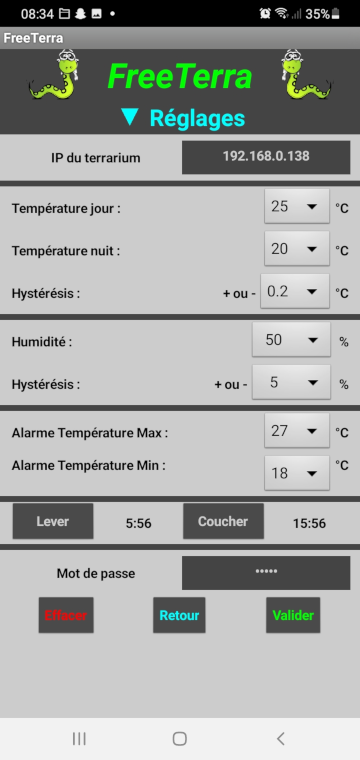 08:34 35%
FreeTerra
FreeTerra
▼ Réglages
IP du terrarium 192.168.0.138
Température jour : 25 °C
Température nuit : 20 °C
Hystérésis : + ou - 0.2 °C
Humidité : 50 %
Hystérésis : + ou - 5 %
Alarme Température Max : 27 °C
Alarme Température Min : 18 °C
Lever 5:56 Coucher 15:56
Mot de passe •••••
Effacer Retour Valider